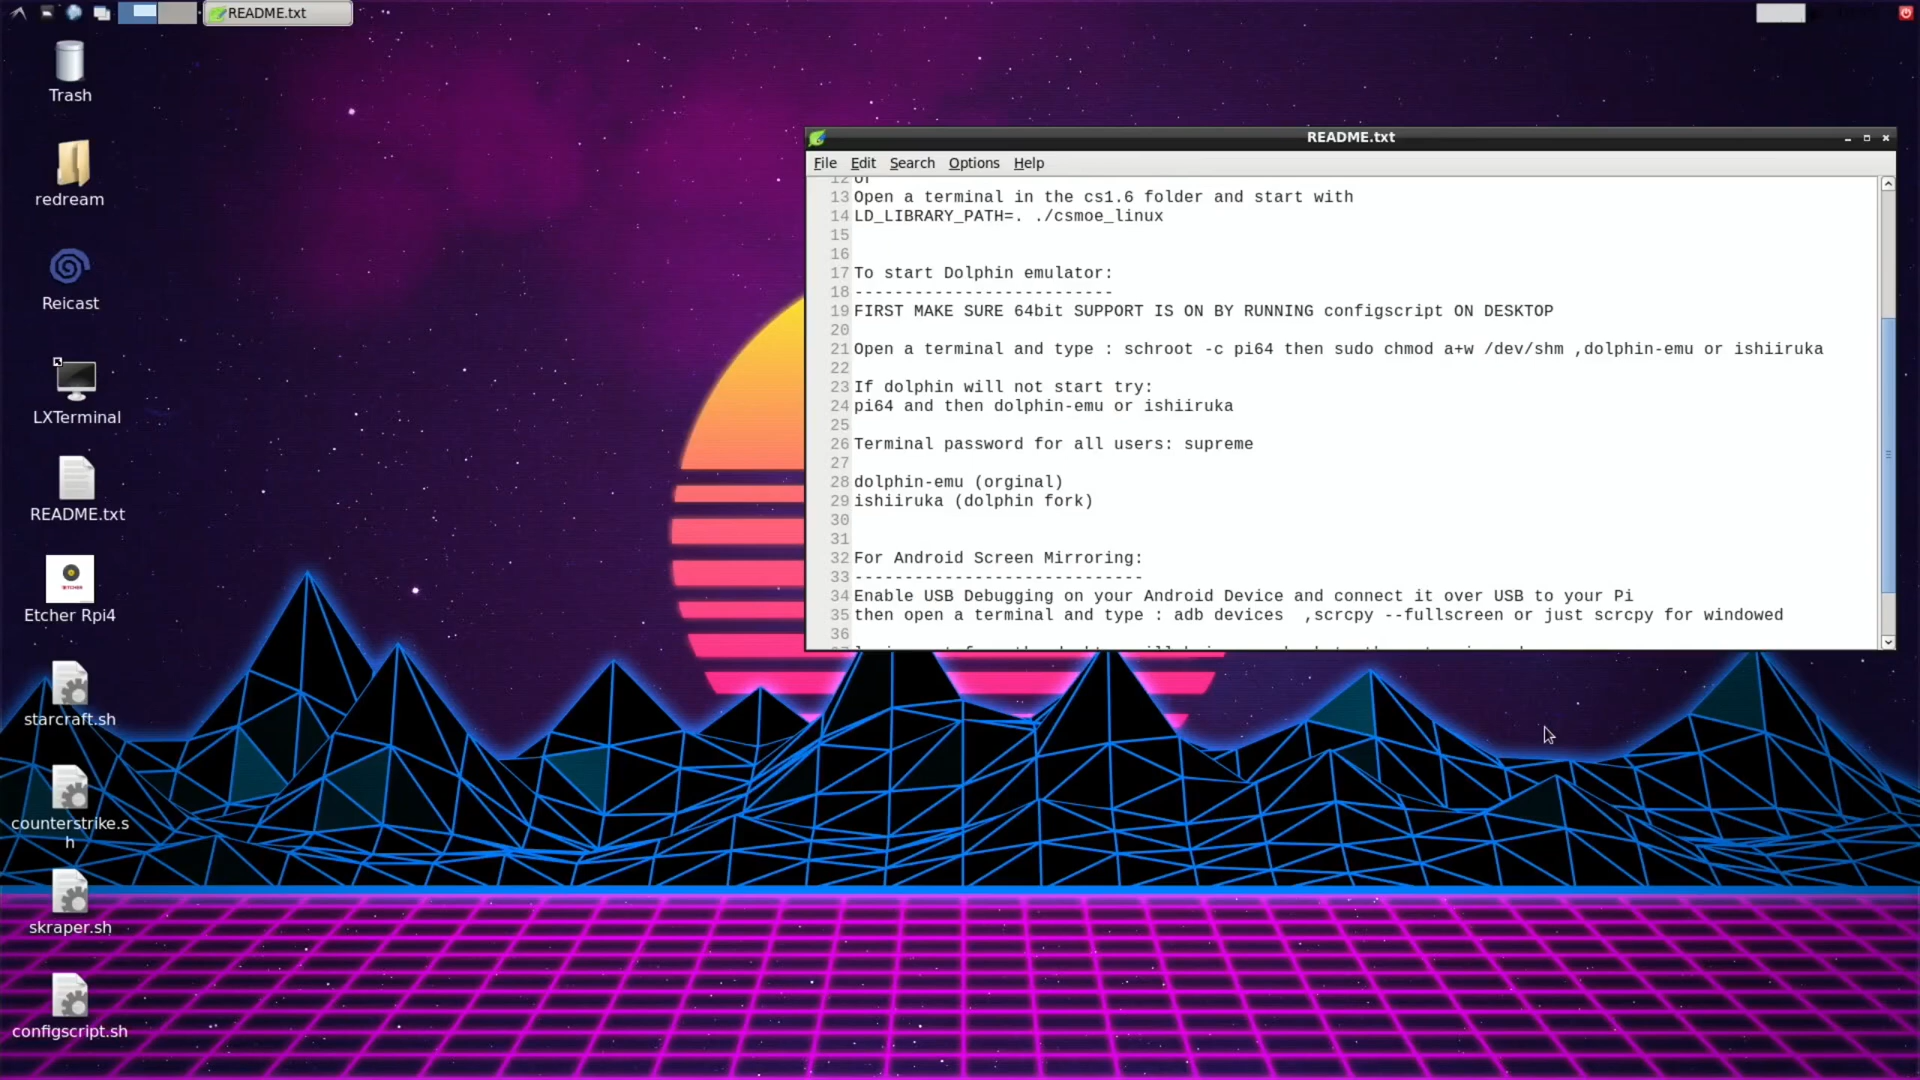 README.txt
Trash
redream
Reicast
LXTerminal
README.txt
Etcher Rpi4
starcraft.sh
counterstrike.s
h
skraper.sh
configscript.sh
README.txt
File Edit Search Options Help
12 or
13 Open a terminal in the cs1.6 folder and start with
14 LD_LIBRARY_PATH=. ./csmoe_linux
15
16
17 To start Dolphin emulator:
18 --------------------------
19 FIRST MAKE SURE 64bit SUPPORT IS ON BY RUNNING configscript ON DESKTOP
20
21 Open a terminal and type : schroot -c pi64 then sudo chmod a+w /dev/shm ,dolphin-emu or ishiiruka
22
23 If dolphin will not start try:
24 pi64 and then dolphin-emu or ishiiruka
25
26 Terminal password for all users: supreme
27
28 dolphin-emu (orginal)
29 ishiiruka (dolphin fork)
30
31
32 For Android Screen Mirroring:
33 -----------------------------
34 Enable USB Debugging on your Android Device and connect it over USB to your Pi
35 then open a terminal and type : adb devices  ,scrcpy --fullscreen or just scrcpy for windowed
36